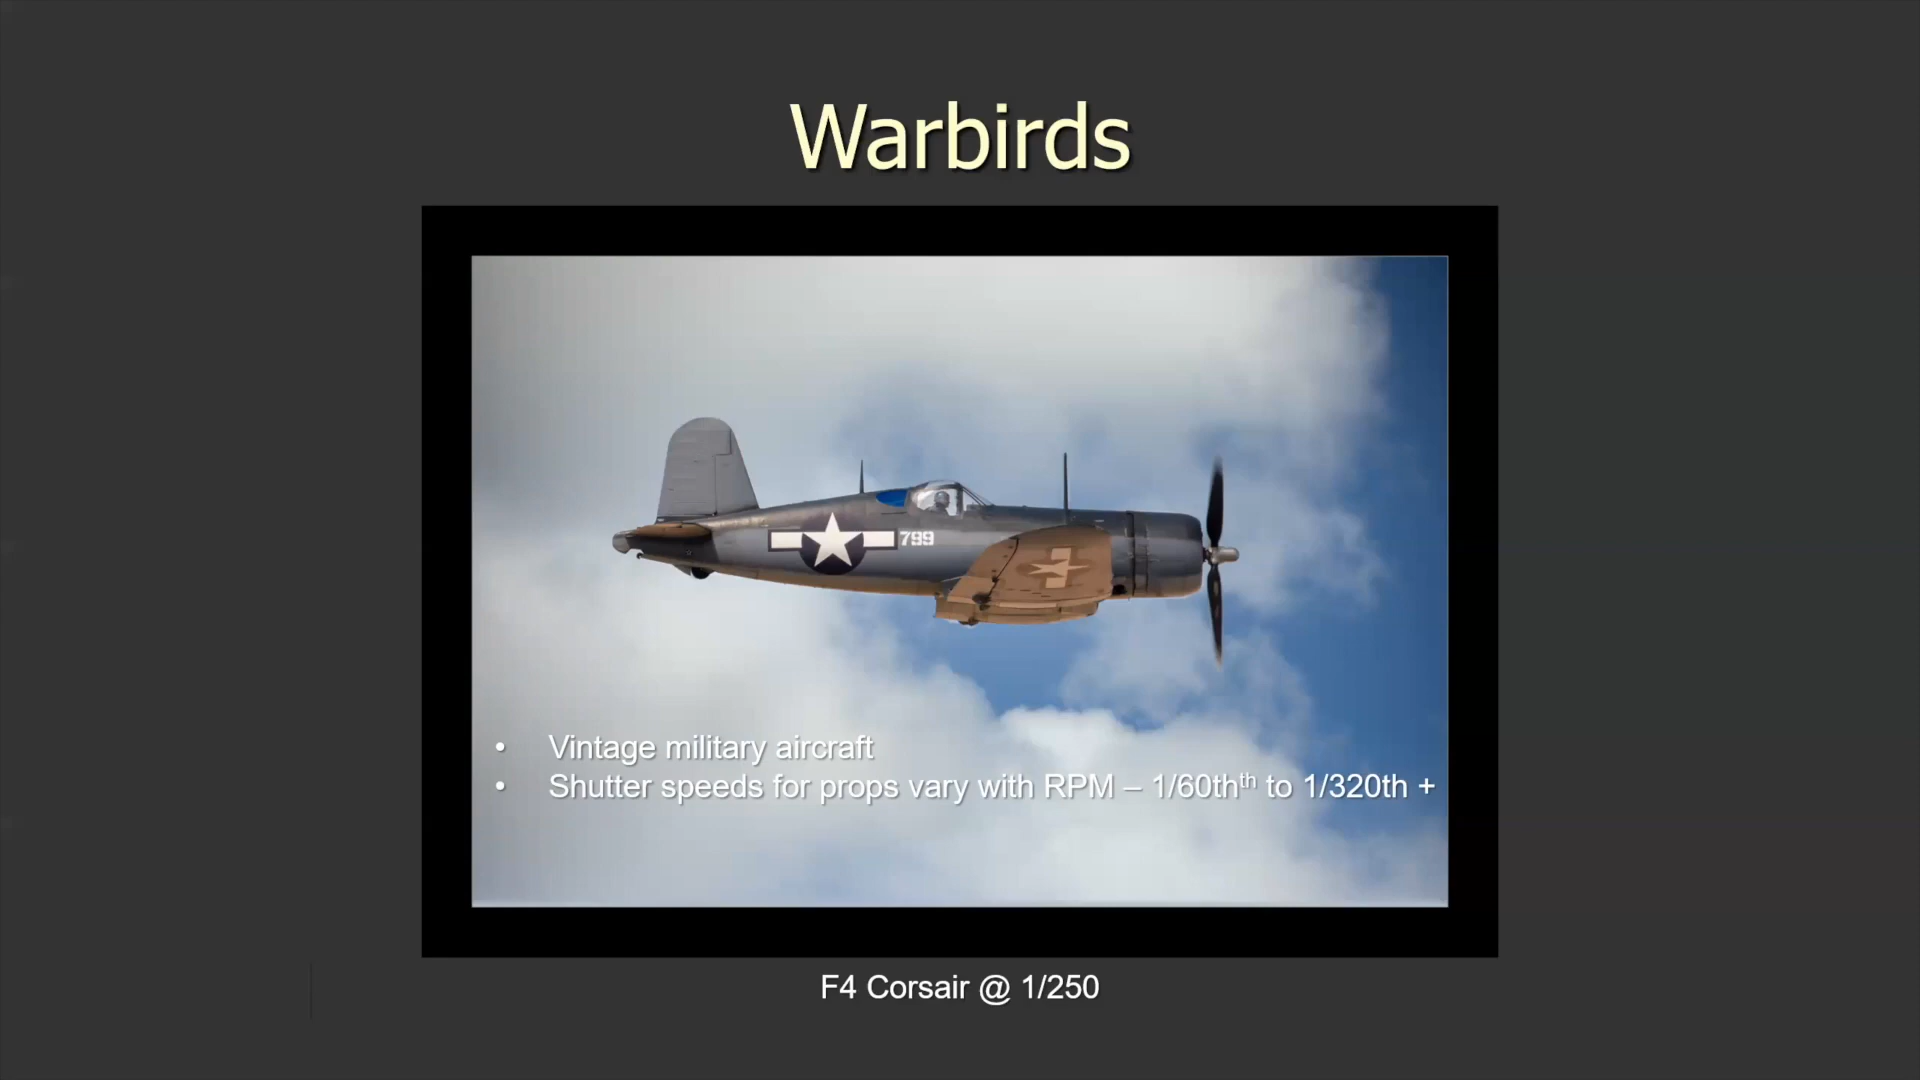 Warbirds
799
• Vintage military aircraft
• Shutter speeds for props vary with RPM – 1/60thth to 1/320th +
F4 Corsair @ 1/250